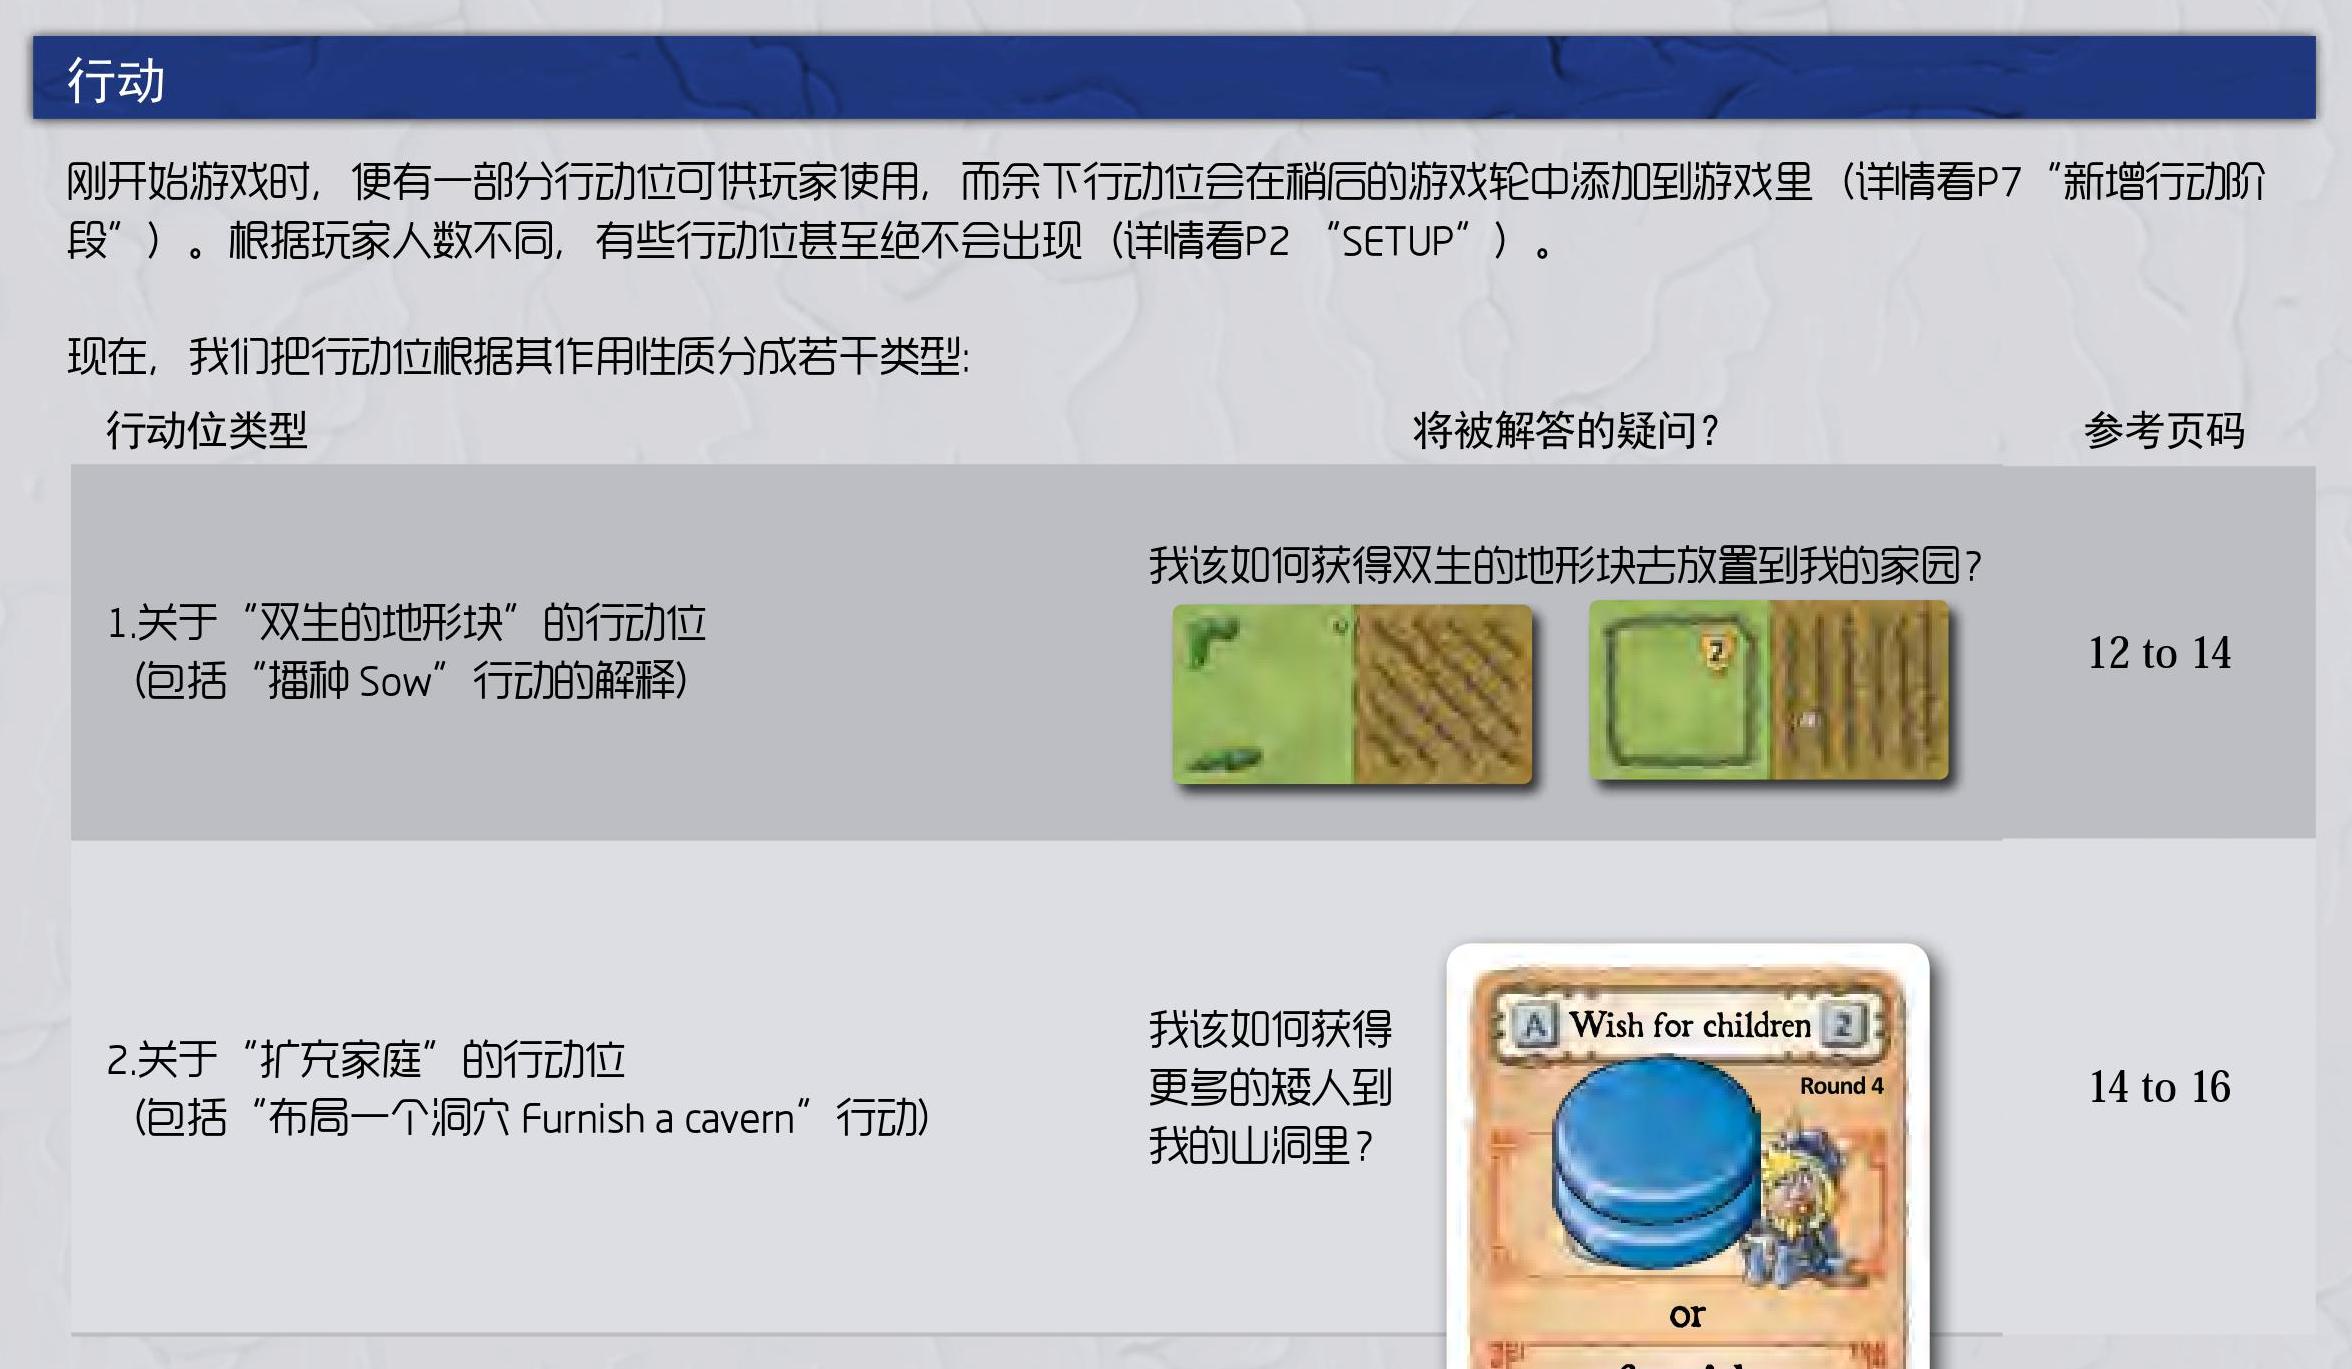 行动
刚开始游戏时，便有一部分行动位可供玩家使用，而余下行动位会在稍后的游戏轮中添加到游戏里（详情看P7“新增行动阶
段”）。根据玩家人数不同，有些行动位甚至绝不会出现（详情看P2 “SETUP”）。
现在，我们把行动位根据其作用性质分成若干类型:
行动位类型
将被解答的疑问？
参考页码
1.关于“双生的地形块”的行动位
(包括“播种 Sow”行动的解释)
我该如何获得双生的地形块去放置到我的家园？
12 to 14
2.关于“扩充家庭”的行动位
(包括“布局一个洞穴 Furnish a cavern”行动)
我该如何获得
更多的矮人到
我的山洞里？
A Wish for children 2
Round 4
or
14 to 16